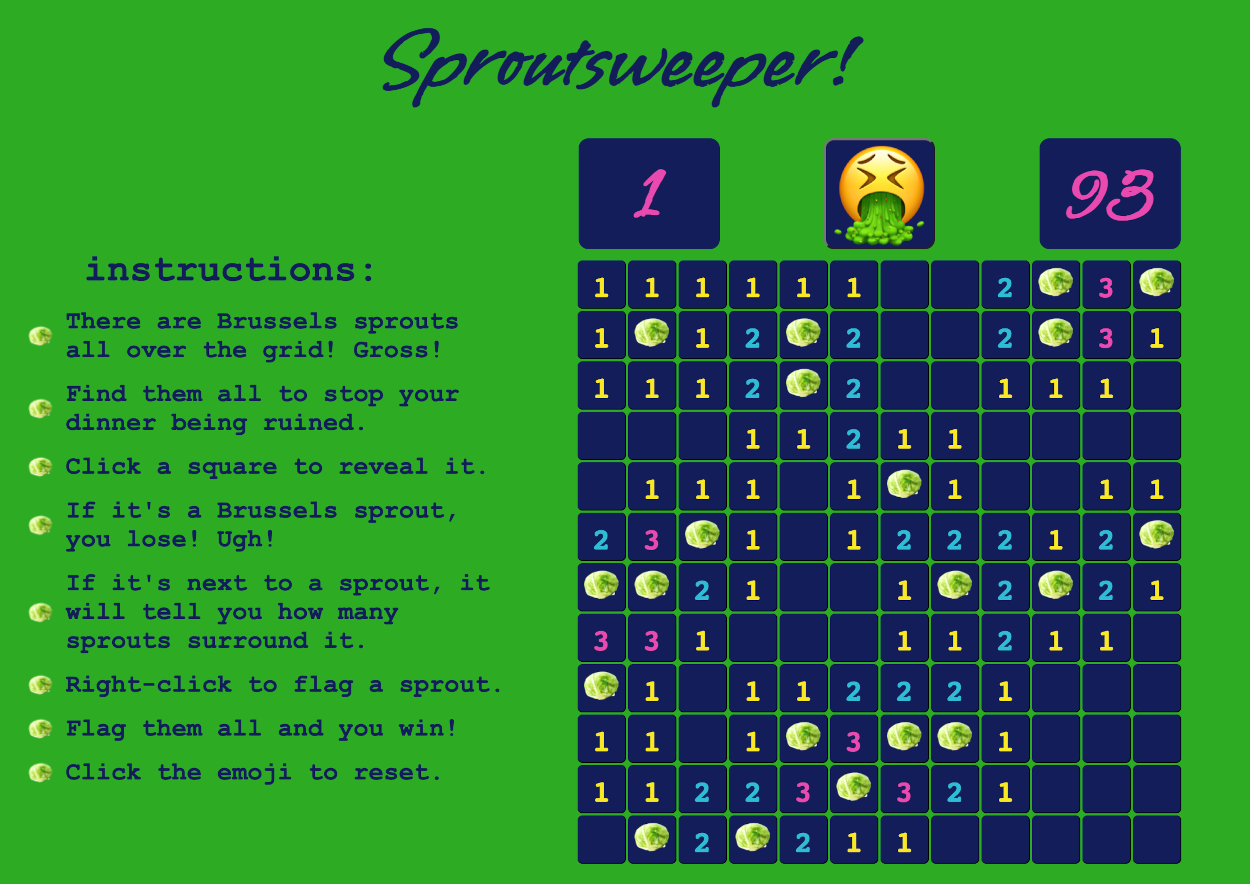 Sproutsweeper!
1 93
instructions:
There are Brussels sprouts
all over the grid! Gross!
Find them all to stop your
dinner being ruined.
Click a square to reveal it.
If it's a Brussels sprout,
you lose! Ugh!
If it's next to a sprout, it
will tell you how many
sprouts surround it.
Right-click to flag a sprout.
Flag them all and you win!
Click the emoji to reset.
1 1 1 1 1 1 2 3
1 1 2 2 2 3 1
1 1 1 2 2 1 1 1
1 1 2 1 1
1 1 1 1 1 1 1
2 3 1 1 2 2 2 1 2
2 1 1 2 2 1
3 3 1 1 1 2 1 1
1 1 1 2 2 2 1
1 1 1 3 1
1 1 2 2 3 3 2 1
2 2 1 1